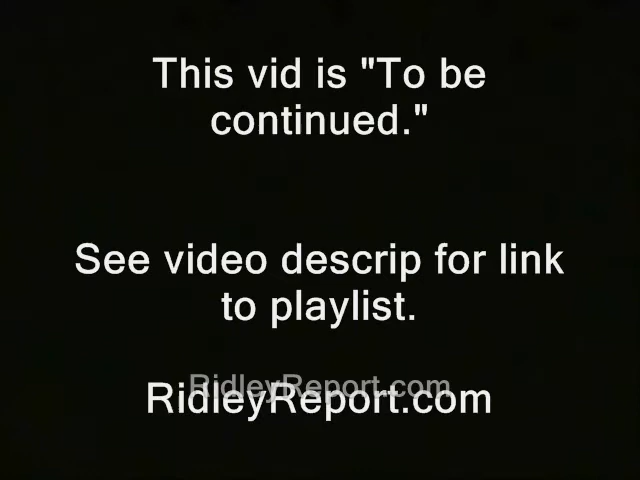 This vid is "To be
continued."
See video descrip for link
to playlist.
RidleyReport.com
RidleyReport.com